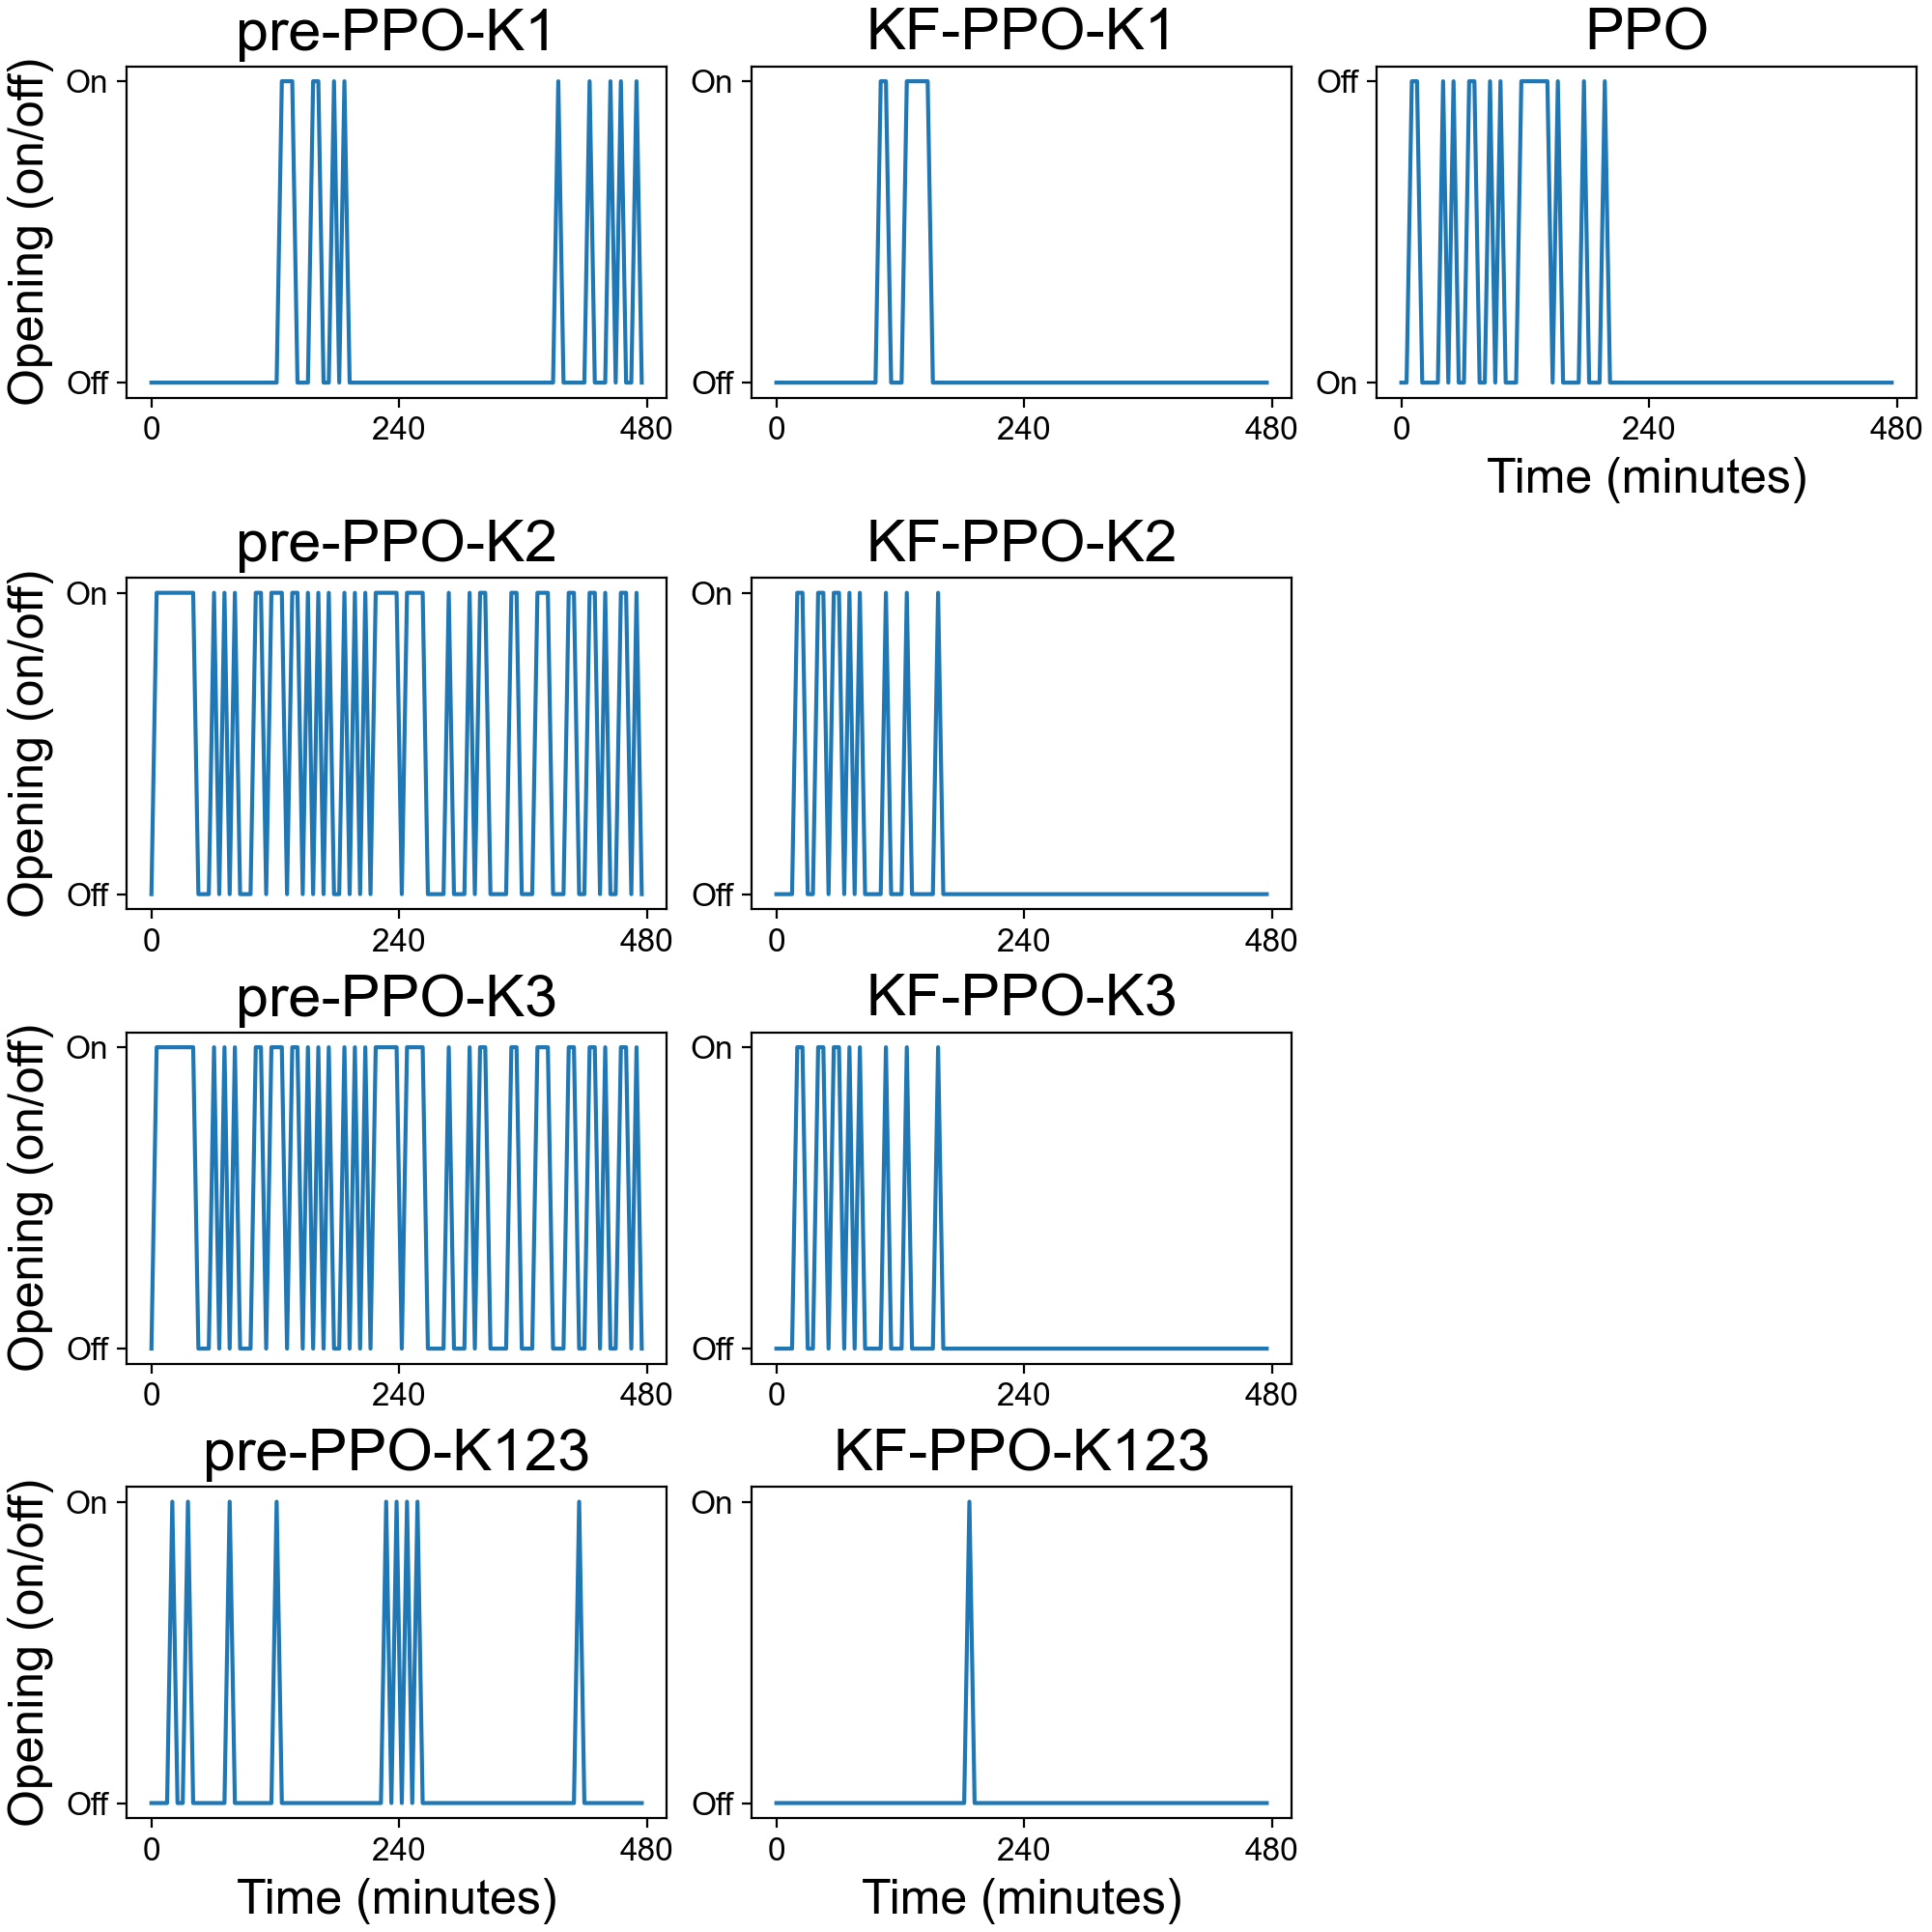 pre-PPO-K1
KF-PPO-K1
PPO
Opening (on/off)
On
Off
0
240
480
On
Off
0
240
480
Off
On
0
240
480
Time (minutes)
pre-PPO-K2
KF-PPO-K2
Opening (on/off)
On
Off
0
240
480
On
Off
0
240
480
pre-PPO-K3
KF-PPO-K3
Opening (on/off)
On
Off
0
240
480
On
Off
0
240
480
pre-PPO-K123
KF-PPO-K123
Opening (on/off)
On
Off
0
240
480
Time (minutes)
On
Off
0
240
480
Time (minutes)